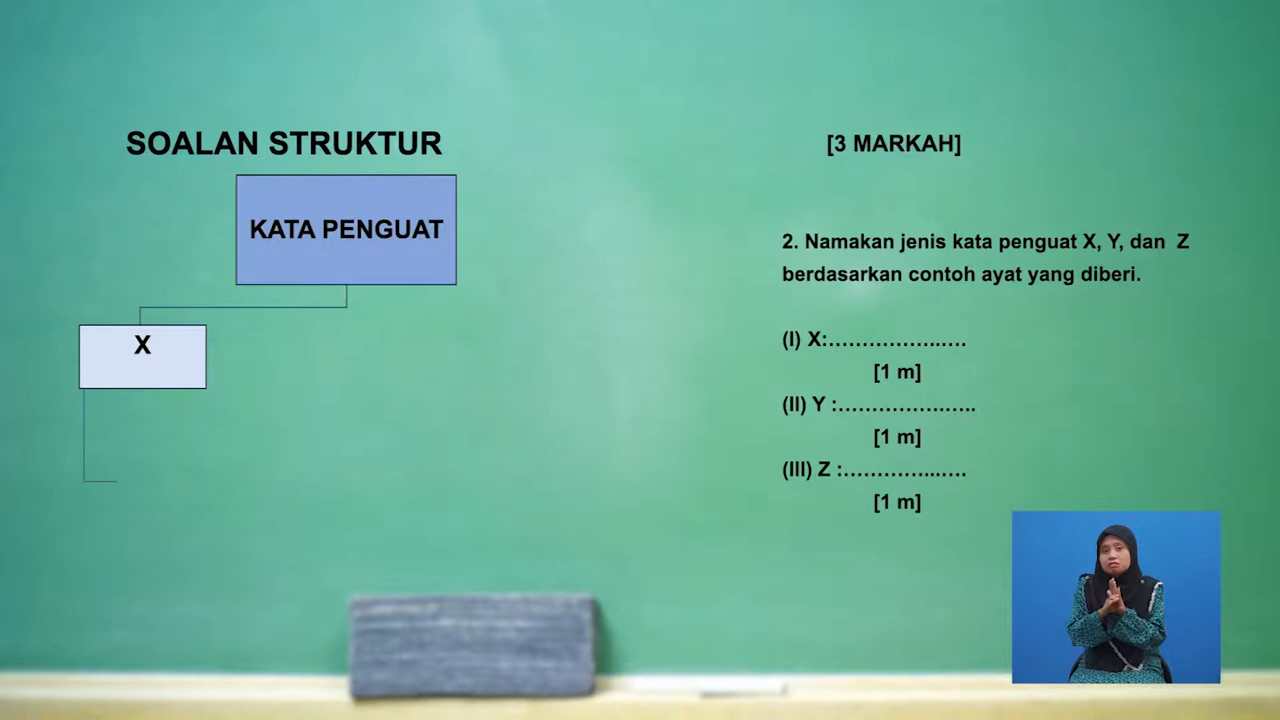 SOALAN STRUKTUR
[3 MARKAH]
KATA PENGUAT
X
2. Namakan jenis kata penguat X, Y, dan Z
berdasarkan contoh ayat yang diberi.
(I) X:……………..….
[1 m]
(II) Y :…………….…..
[1 m]
(III) Z :…………..….
[1 m]